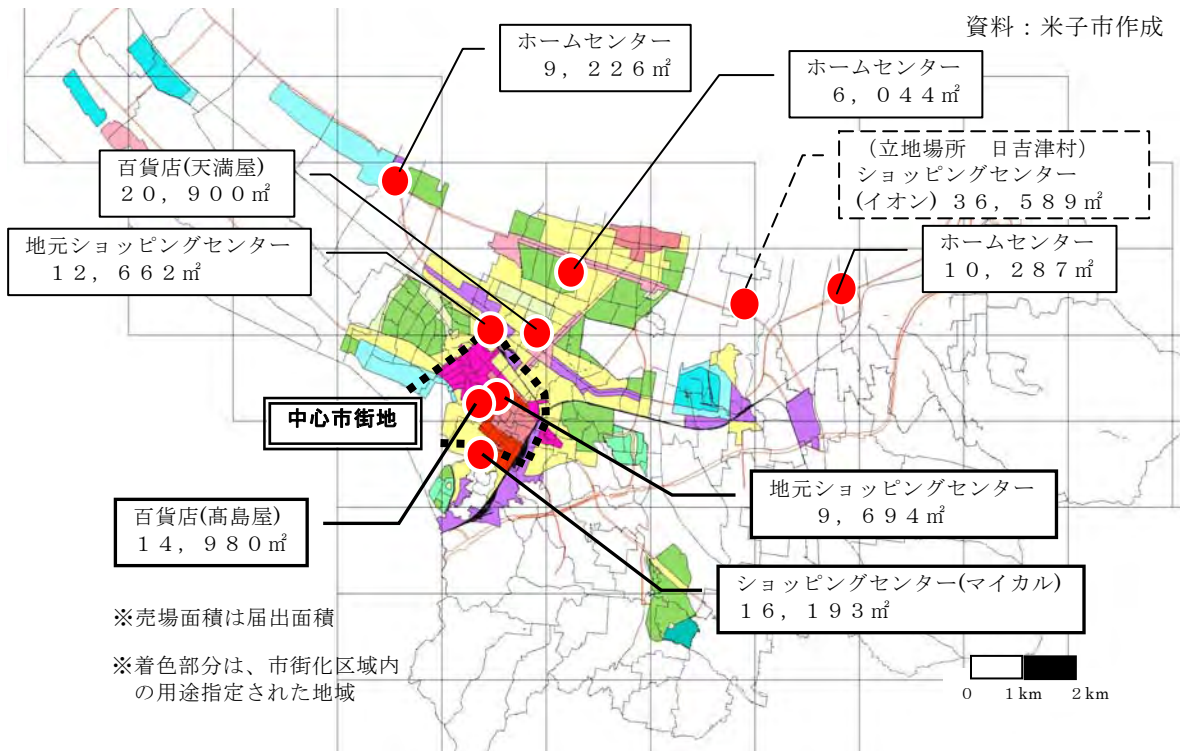 資料：米子市作成
ホームセンター
９，２２６㎡
ホームセンター
６，０４４㎡
（立地場所　日吉津村）
ショッピングセンター
(イオン) ３６，５８９㎡
百貨店(天満屋)
２０，９００㎡
地元ショッピングセンター
１２，６６２㎡
ホームセンター
１０，２８７㎡
中心市街地
地元ショッピングセンター
９，６９４㎡
百貨店(髙島屋)
１４，９８０㎡
ショッピングセンター(マイカル)
１６，１９３㎡
※売場面積は届出面積
※着色部分は、市街化区域内
の用途指定された地域
0　1km　2km